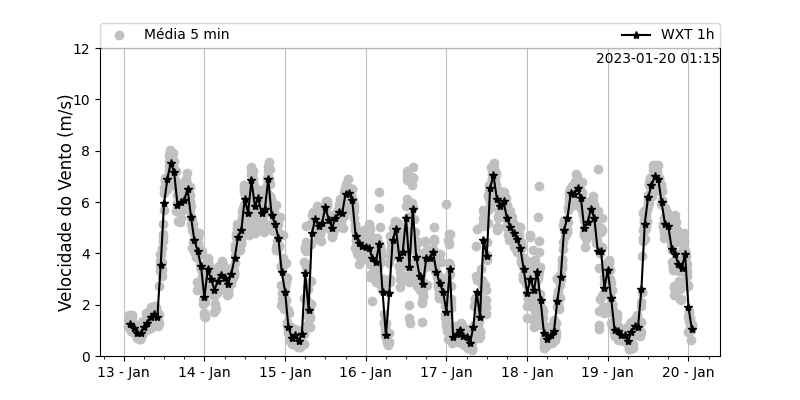 Média 5 min
WXT 1h
2023-01-20 01:15
Velocidade do Vento (m/s)
12
10
8
6
4
2
0
13 - Jan
14 - Jan
15 - Jan
16 - Jan
17 - Jan
18 - Jan
19 - Jan
20 - Jan